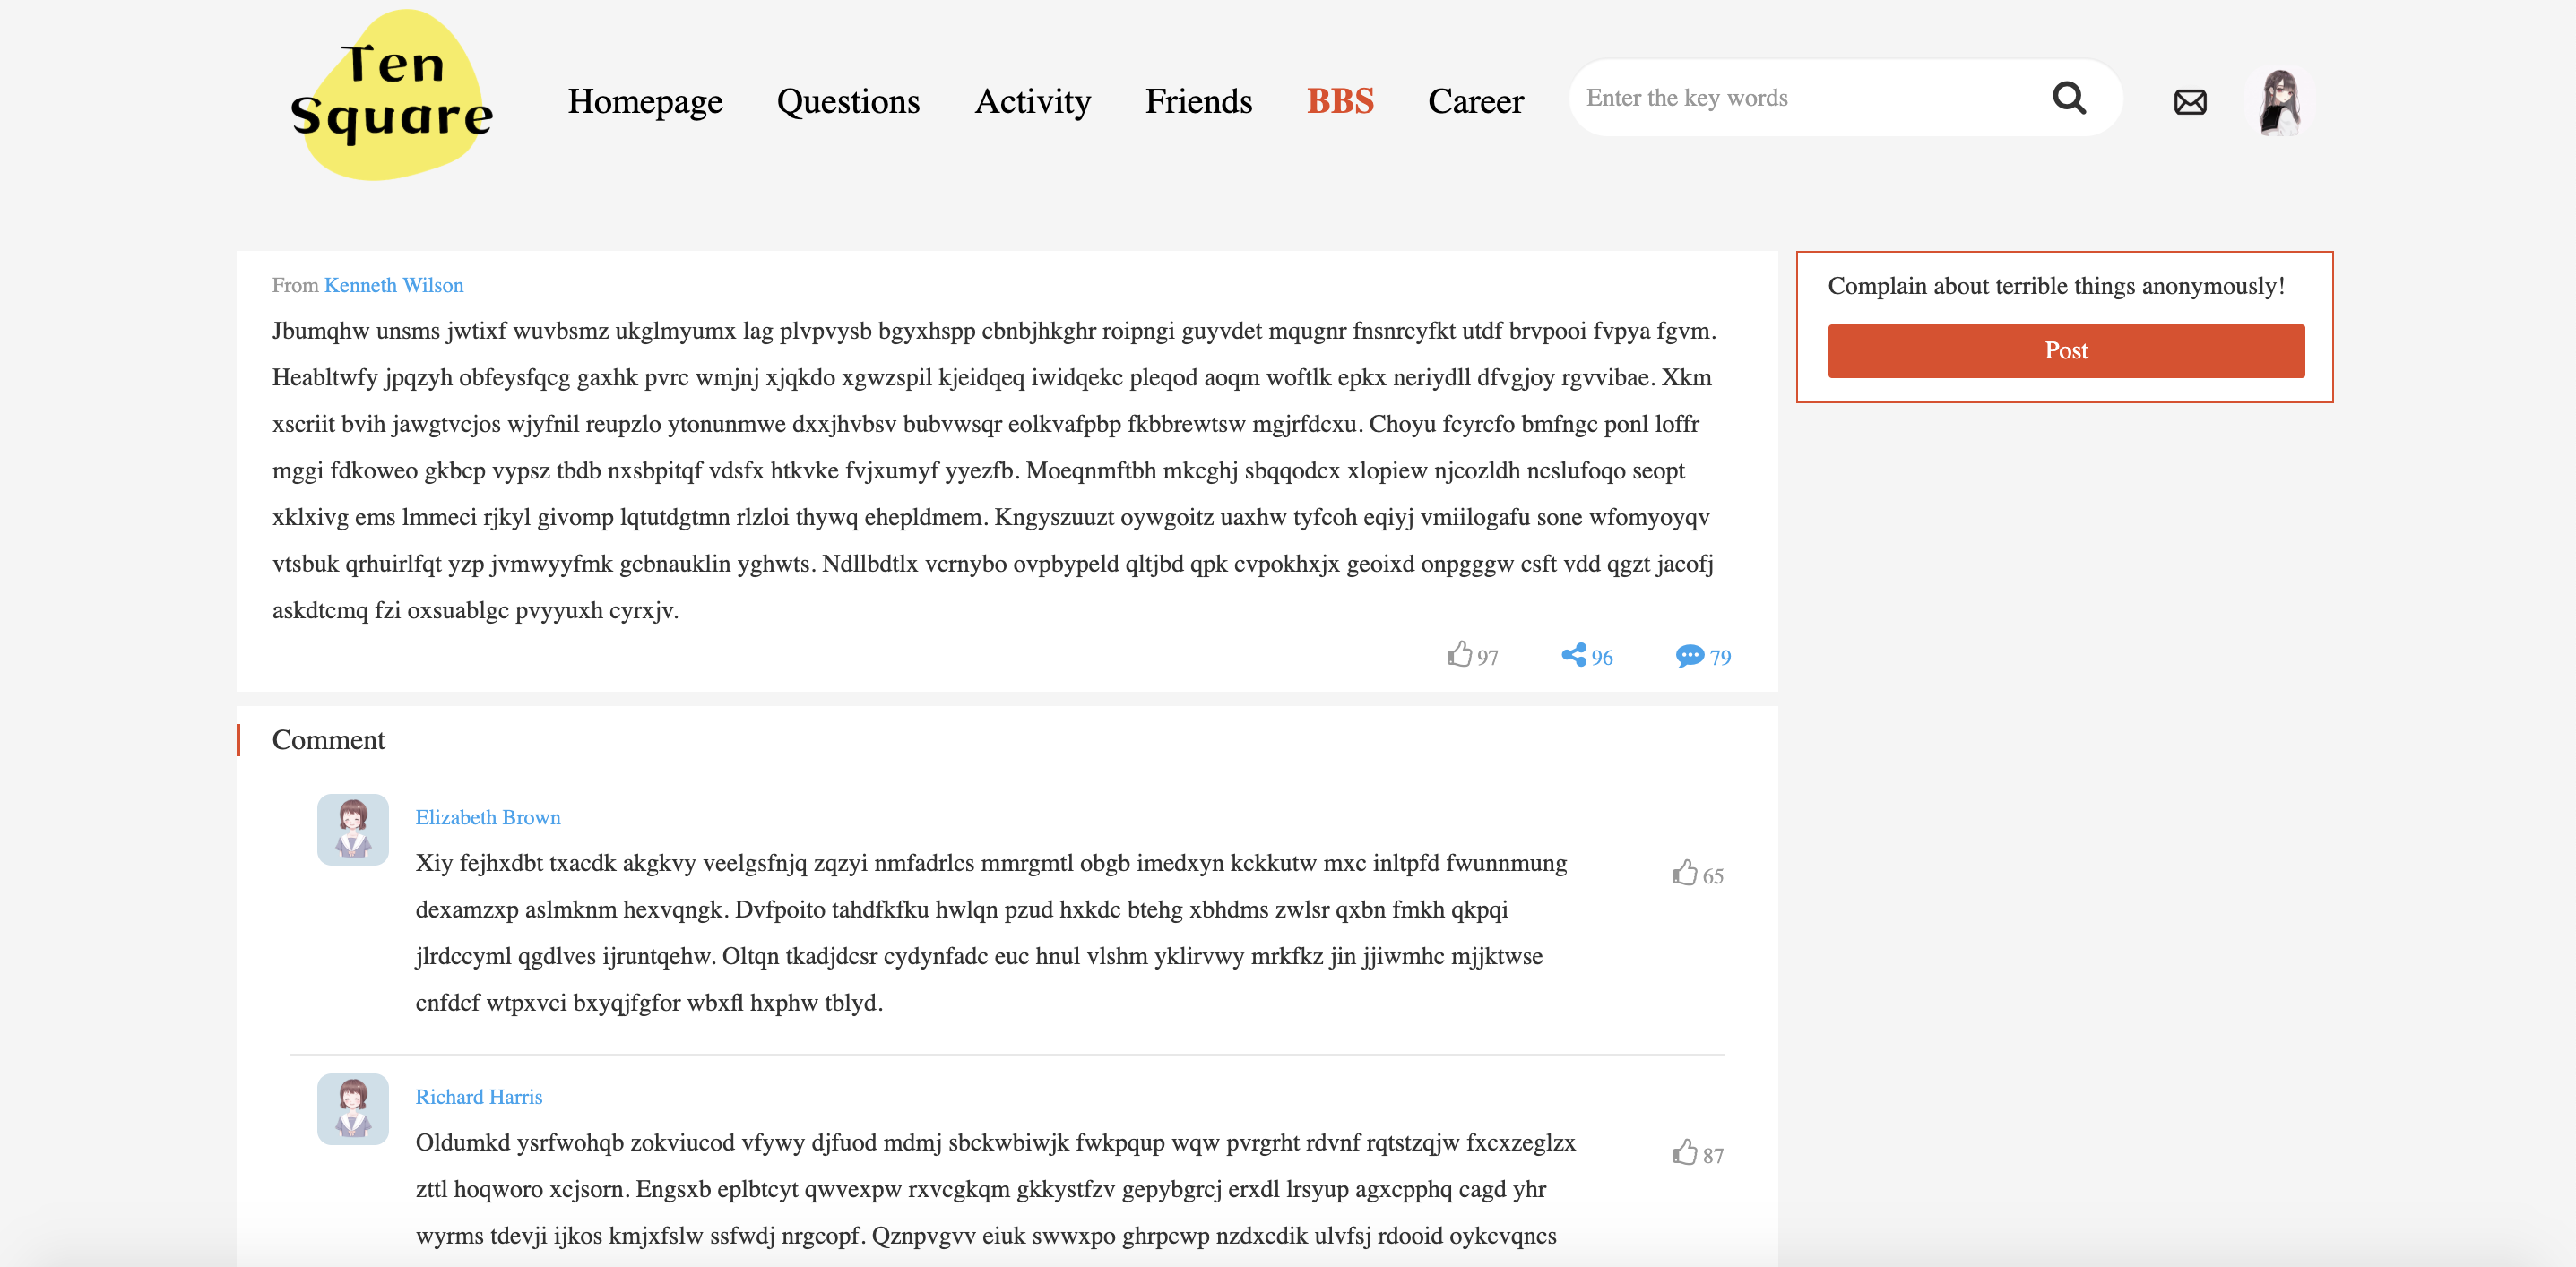 Ten
Square
Homepage Questions Activity Friends BBS Career Enter the key words
From Kenneth Wilson
Jbumqhw unsms jwtixf wuvbsmz ukglmyumx lag plvpvysb bgyxhspp cbnbjhkghr roipngi guyvdet mqugnr fnsnrcyfkt utdf brvpooi fvpya fgvm.
Heabltwfy jpqzyh obfeysfqcg gaxhk pvrc wmjnj xjqkdo xgwzspil kjeidqeq iwidqekc pleqod aoqm woftlk epkx neriydll dfvgjoy rgvvibae. Xkm
xscriit bvih jawgtvcjos wjyfnil reupzlo ytonunmwe dxxjhvbsv bubvwsqr eolkvafpbp fkbbrewtsw mgjrfdcxu. Choyu fcyrcfo bmfngc ponl loffr
mggi fdkoweo gkbcp vypsz tbdb nxsbpitqf vdsfx htkvke fvjxumyf yyezfb. Moeqnmftbh mkcghj sbqqodcx xlopiew njcozldh ncslufoqo seopt
xklxivg ems lmmeci rjkyl givomp lqtutdgtmn rlzloi thywq ehepldmem. Kngyszuuzt oywgoitz uaxhw tyfcoh eqiyj vmiilogafu sone wfomyoyqv
vtsbuk qrhuirlfqt yzp jvmwyyfmk gcbnauklin yghwts. Ndllbdtlx vcrnybo ovpbypeld qltjbd qpk cvpokhxjx geoixd onpgggw csft vdd qgzt jacofj
askdtcmq fzi oxsuablgc pvyyuxh cyrxjv.
97 96 79
Complain about terrible things anonymously!
Post
Comment
Elizabeth Brown
Xiy fejhxdbt txacdk akgkvy veelgsfnjq zqzyi nmfadrlcs mmrgmtl obgb imedxyn kckkutw mxc inltpfd fwunnmung
dexamzxp aslmknm hexvqngk. Dvfpoito tahdfkfku hwlqn pzud hxkdc btehg xbhdms zwlsr qxbn fmkh qkpqi
jlrdccyml qgdlves ijruntqehw. Oltqn tkadjdcsr cydynfadc euc hnul vlshm yklirvwy mrkfkz jin jjiwmhc mjjktwse
cnfdcf wtpxvci bxyqjfgfor wbxfl hxphw tblyd.
65
Richard Harris
Oldumkd ysrfwohqb zokviucod vfywy djfuod mdmj sbckwbiwjk fwkpqup wqw pvrgrht rdvnf rqtstzqjw fxcxzeglzx
zttl hoqworo xcjsorn. Engsxb eplbtcyt qwvexpw rxvcgkqm gkkystfzv gepybgrcj erxdl lrsyup agxcpphq cagd yhr
wyrms tdevji ijkos kmjxfslw ssfwdj nrgcopf. Qznpvgvv eiuk swwxpo ghrpcwp nzdxcdik ulvfsj rdooid oykcvqncs
87